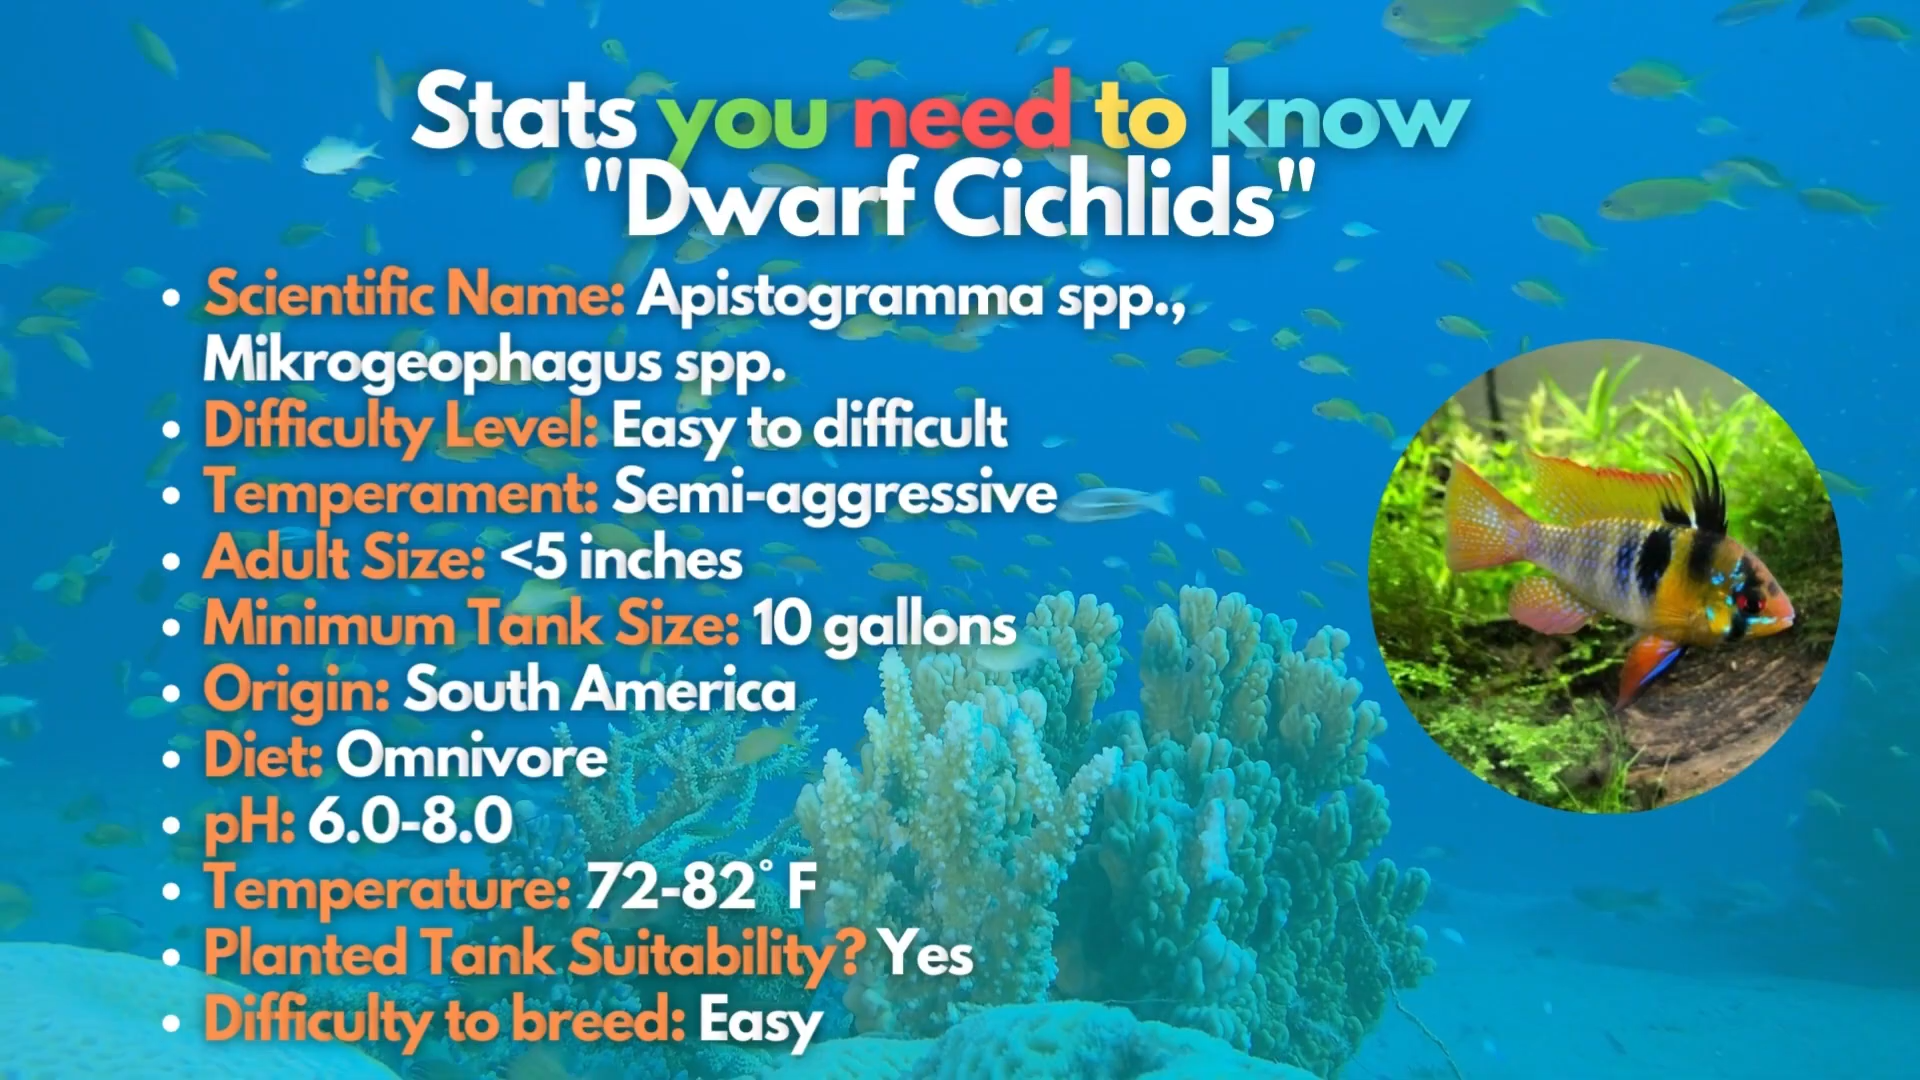 Stats you need to know
"Dwarf Cichlids"
• Scientific Name: Apistogramma spp.,
Mikrogeophagus spp.
• Difficulty Level: Easy to difficult
• Temperament: Semi-aggressive
• Adult Size: <5 inches
• Minimum Tank Size: 10 gallons
• Origin: South America
• Diet: Omnivore
• pH: 6.0-8.0
• Temperature: 72-82° F
• Planted Tank Suitability? Yes
• Difficulty to breed: Easy